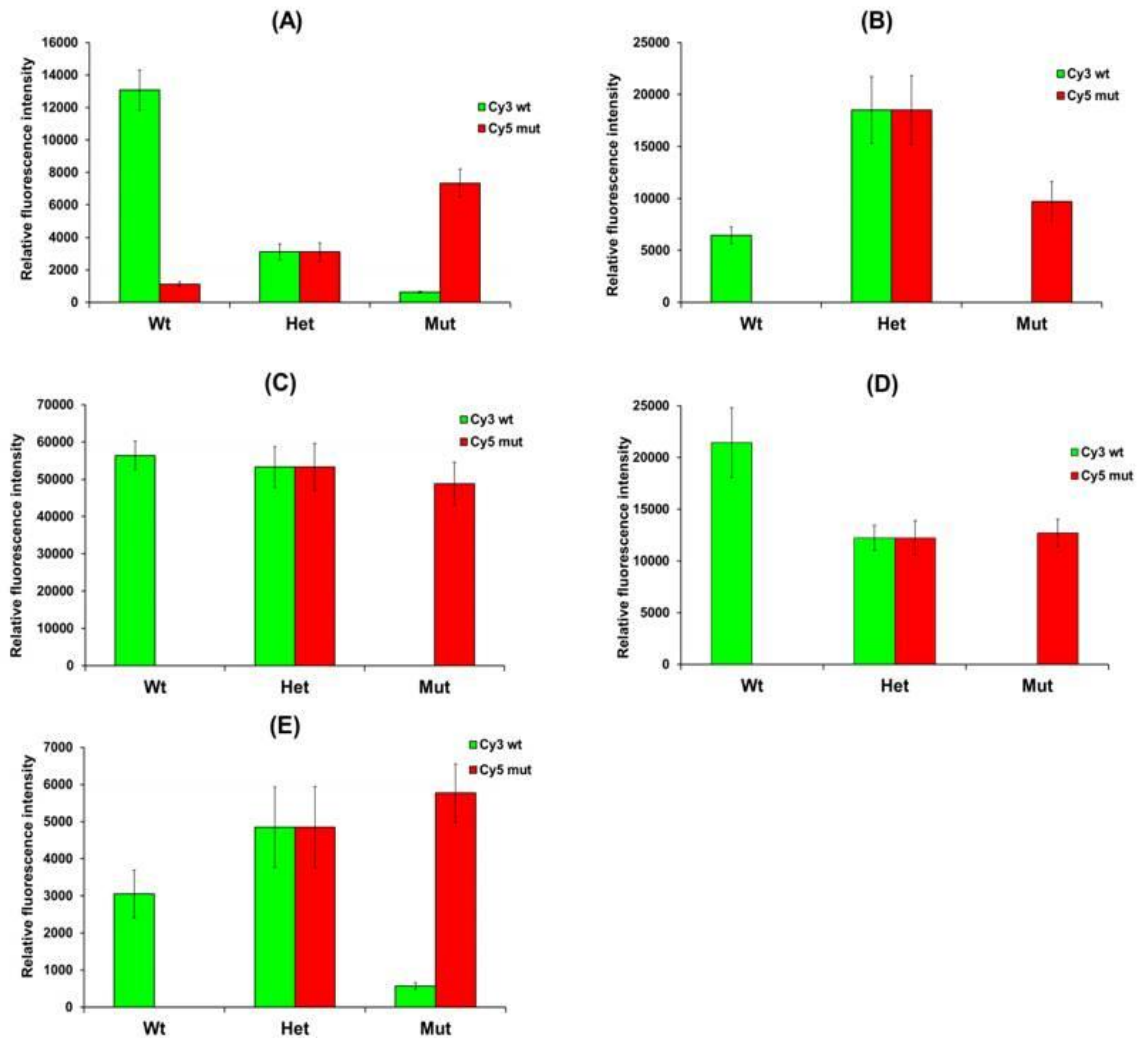 (A)
Relative fluorescence intensity
16000
14000
12000
10000
8000
6000
4000
2000
0
Cy3 wt
Cy5 mut
Wt Het Mut
(B)
Relative fluorescence intensity
25000
20000
15000
10000
5000
0
Cy3 wt
Cy5 mut
Wt Het Mut
(C)
Relative fluorescence intensity
70000
60000
50000
40000
30000
20000
10000
0
Cy3 wt
Cy5 mut
Wt Het Mut
(D)
Relative fluorescence intensity
25000
20000
15000
10000
5000
0
Cy3 wt
Cy5 mut
Wt Het Mut
(E)
Relative fluorescence intensity
7000
6000
5000
4000
3000
2000
1000
0
Cy3 wt
Cy5 mut
Wt Het Mut